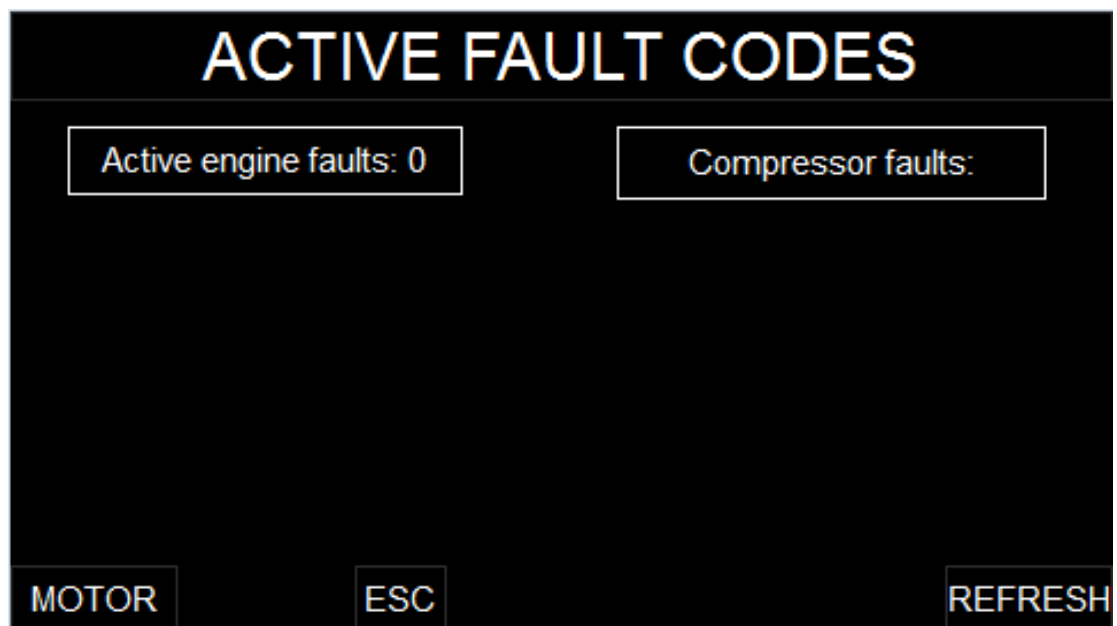 ACTIVE FAULT CODES
Active engine faults: 0
Compressor faults:
MOTOR
ESC
REFRESH